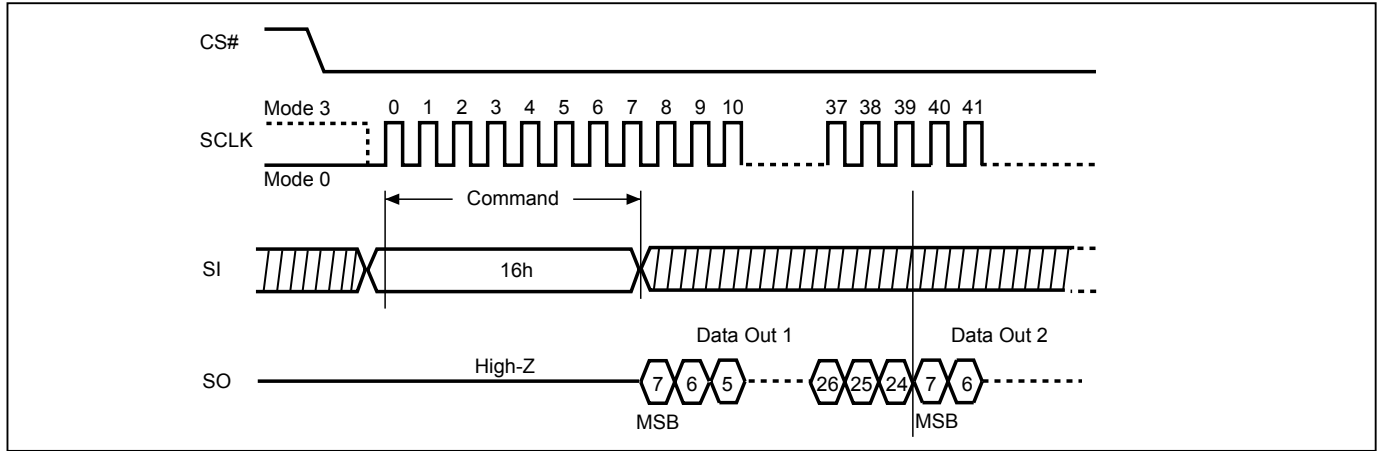 CS#
Mode 3
0 1 2 3 4 5 6 7 8 9 10 37 38 39 40 41
SCLK
Mode 0
Command
SI
16h
Data Out 1
Data Out 2
High-Z
SO
7 6 5 26 25 24 7 6
MSB
MSB